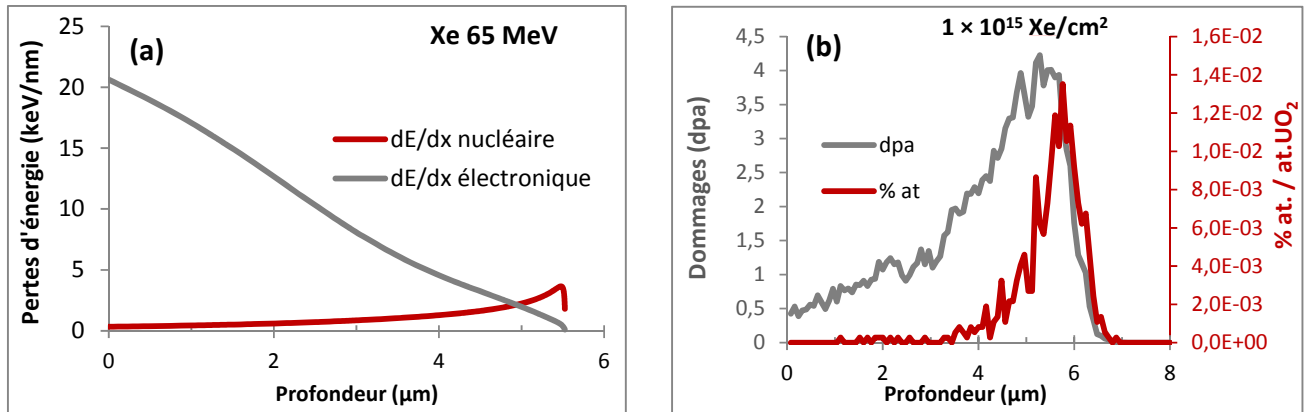 (a)
Xe 65 MeV
Pertes d'énergie (keV/nm)
25
20
15
10
5
0
dE/dx nucléaire
dE/dx électronique
0
2
4
6
Profondeur (µm)
(b)
1 × 10¹⁵ Xe/cm²
Dommages (dpa)
4,5
4
3,5
3
2,5
2
1,5
1
0,5
0
dpa
% at
1,6E-02
1,4E-02
1,2E-02
1,0E-02
8,0E-03
6,0E-03
4,0E-03
2,0E-03
0,0E+00
% at. / at.UO₂
0
2
4
6
8
Profondeur (µm)